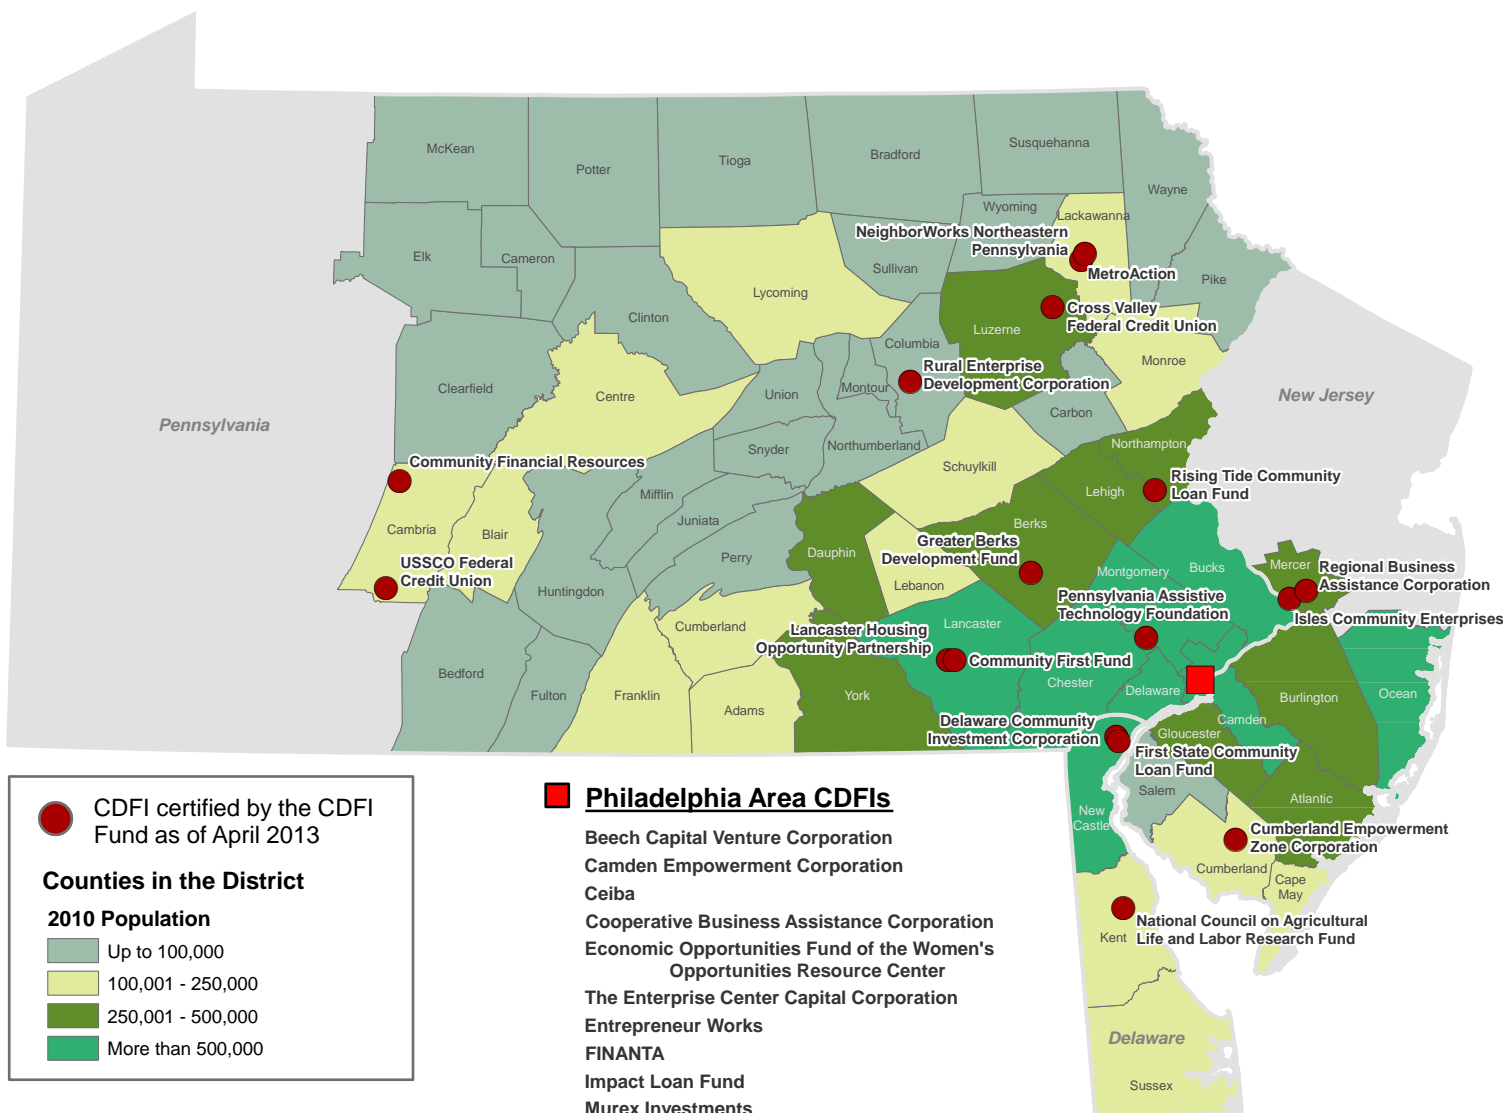 McKean
Potter
Tioga
Bradford
Susquehanna
Wayne
Wyoming
Lackawanna
NeighborWorks Northeastern
Pennsylvania
MetroAction
Elk
Cameron
Sullivan
Pike
Lycoming
Clinton
Cross Valley
Federal Credit Union
Luzerne
Columbia
Monroe
Rural Enterprise
Development Corporation
Clearfield
Centre
Union
Montour
New Jersey
Carbon
Pennsylvania
Northumberland
Northampton
Snyder
Community Financial Resources
Schuylkill
Rising Tide Community
Loan Fund
Lehigh
Mifflin
Juniata
Cambria
Blair
Berks
Greater Berks
Development Fund
Dauphin
Perry
USSCO Federal
Credit Union
Lebanon
Montgomery
Bucks
Mercer
Regional Business
Assistance Corporation
Huntingdon
Pennsylvania Assistive
Technology Foundation
Isles Community Enterprises
Cumberland
Lancaster
Lancaster Housing
Opportunity Partnership
Community First Fund
Bedford
Fulton
Franklin
Adams
York
Chester
Delaware
Burlington
Ocean
Camden
Delaware Community
Investment Corporation
Gloucester
First State Community
Loan Fund
Salem
Atlantic
New
Castle
Cumberland Empowerment
Zone Corporation
Cumberland
Cape
May
National Council on Agricultural
Life and Labor Research Fund
Kent
Delaware
Sussex
CDFI certified by the CDFI
Fund as of April 2013
Counties in the District
2010 Population
Up to 100,000
100,001 - 250,000
250,001 - 500,000
More than 500,000
Philadelphia Area CDFIs
Beech Capital Venture Corporation
Camden Empowerment Corporation
Ceiba
Cooperative Business Assistance Corporation
Economic Opportunities Fund of the Women's
Opportunities Resource Center
The Enterprise Center Capital Corporation
Entrepreneur Works
FINANTA
Impact Loan Fund
Murex Investments